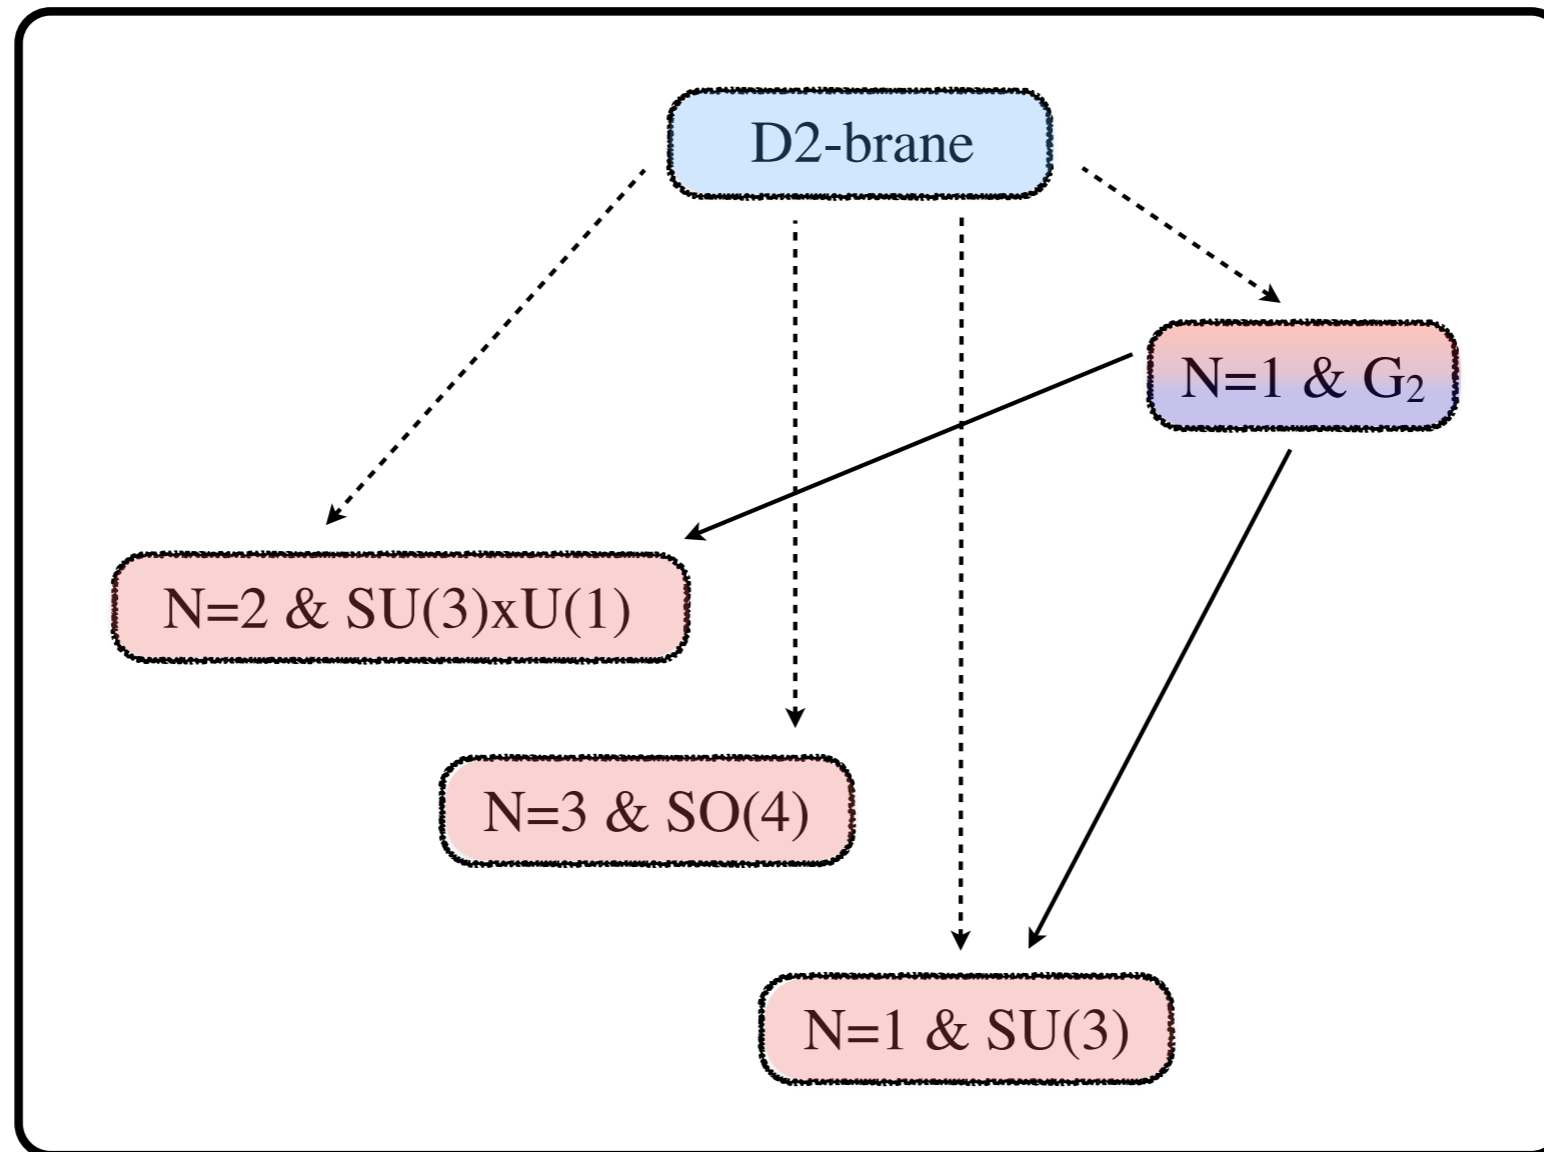 D2-brane
N=1 & G₂
N=2 & SU(3)xU(1)
N=3 & SO(4)
N=1 & SU(3)